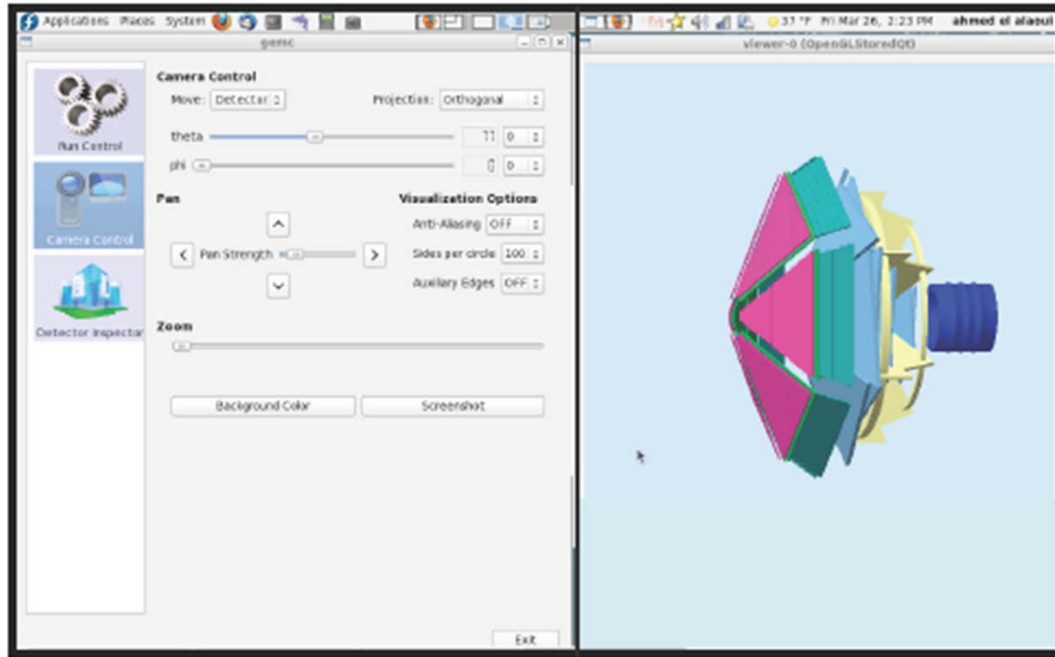 Applications Places System
37 °F Fri Mar 26, 2:23 PM ahmed el alaoui
gemc
viewer-0 (OpenGLStoredQt)
Run Control
Camera Control
Detector Inspector
Camera Control
Move: Detector Projection: Orthogonal
theta 77 0
phi 0 0
Pan
Pan Strength
Visualization Options
Anti-Aliasing OFF
Sides per circle 100
Auxiliary Edges OFF
Zoom
Background Color Screenshot
Exit